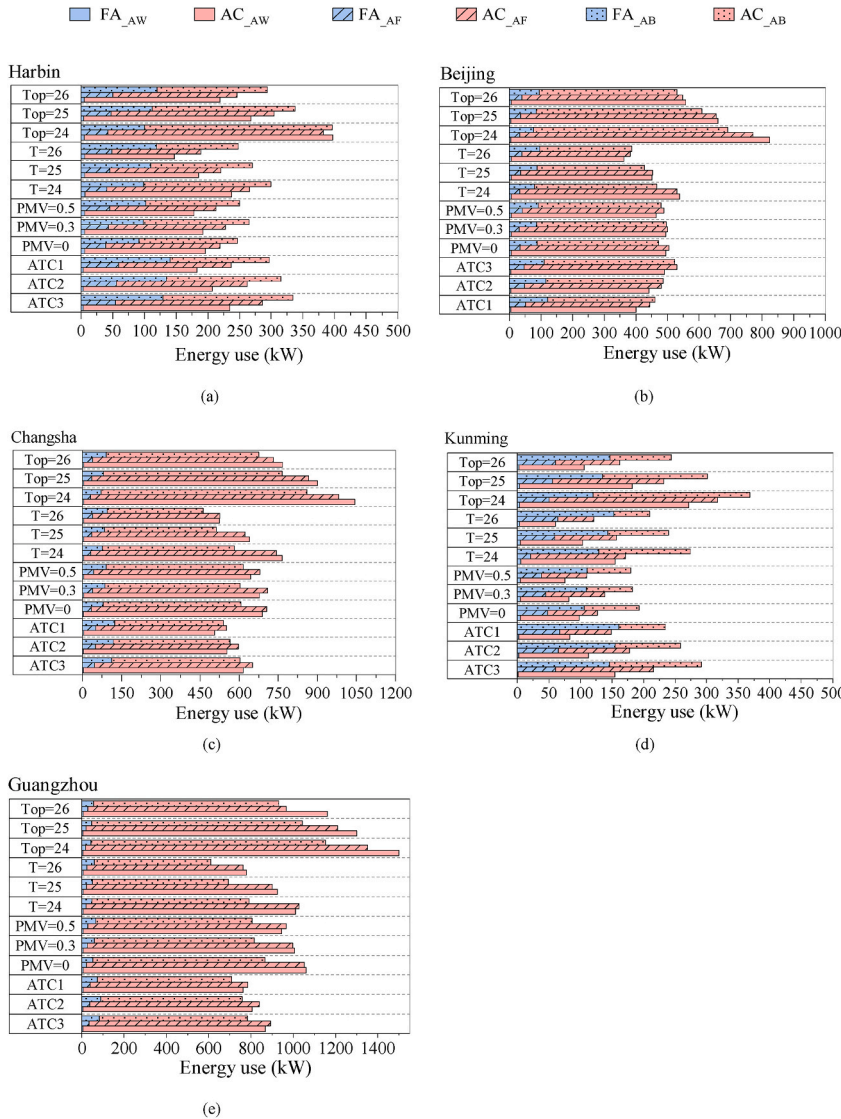 FA_AW AC_AW FA_AF AC_AF FA_AB AC_AB
Harbin
Top=26
Top=25
Top=24
T=26
T=25
T=24
PMV=0.5
PMV=0.3
PMV=0
ATC1
ATC2
ATC3
0 50 100 150 200 250 300 350 400 450 500
Energy use (kW)
(a)
Beijing
Top=26
Top=25
Top=24
T=26
T=25
T=24
PMV=0.5
PMV=0.3
PMV=0
ATC3
ATC2
ATC1
0 100 200 300 400 500 600 700 800 900 1000
Energy use (kW)
(b)
Changsha
Top=26
Top=25
Top=24
T=26
T=25
T=24
PMV=0.5
PMV=0.3
PMV=0
ATC1
ATC2
ATC3
0 150 300 450 600 750 900 1050 1200
Energy use (kW)
(c)
Kunming
Top=26
Top=25
Top=24
T=26
T=25
T=24
PMV=0.5
PMV=0.3
PMV=0
ATC1
ATC2
ATC3
0 50 100 150 200 250 300 350 400 450 500
Energy use (kW)
(d)
Guangzhou
Top=26
Top=25
Top=24
T=26
T=25
T=24
PMV=0.5
PMV=0.3
PMV=0
ATC1
ATC2
ATC3
0 200 400 600 800 1000 1200 1400
Energy use (kW)
(e)